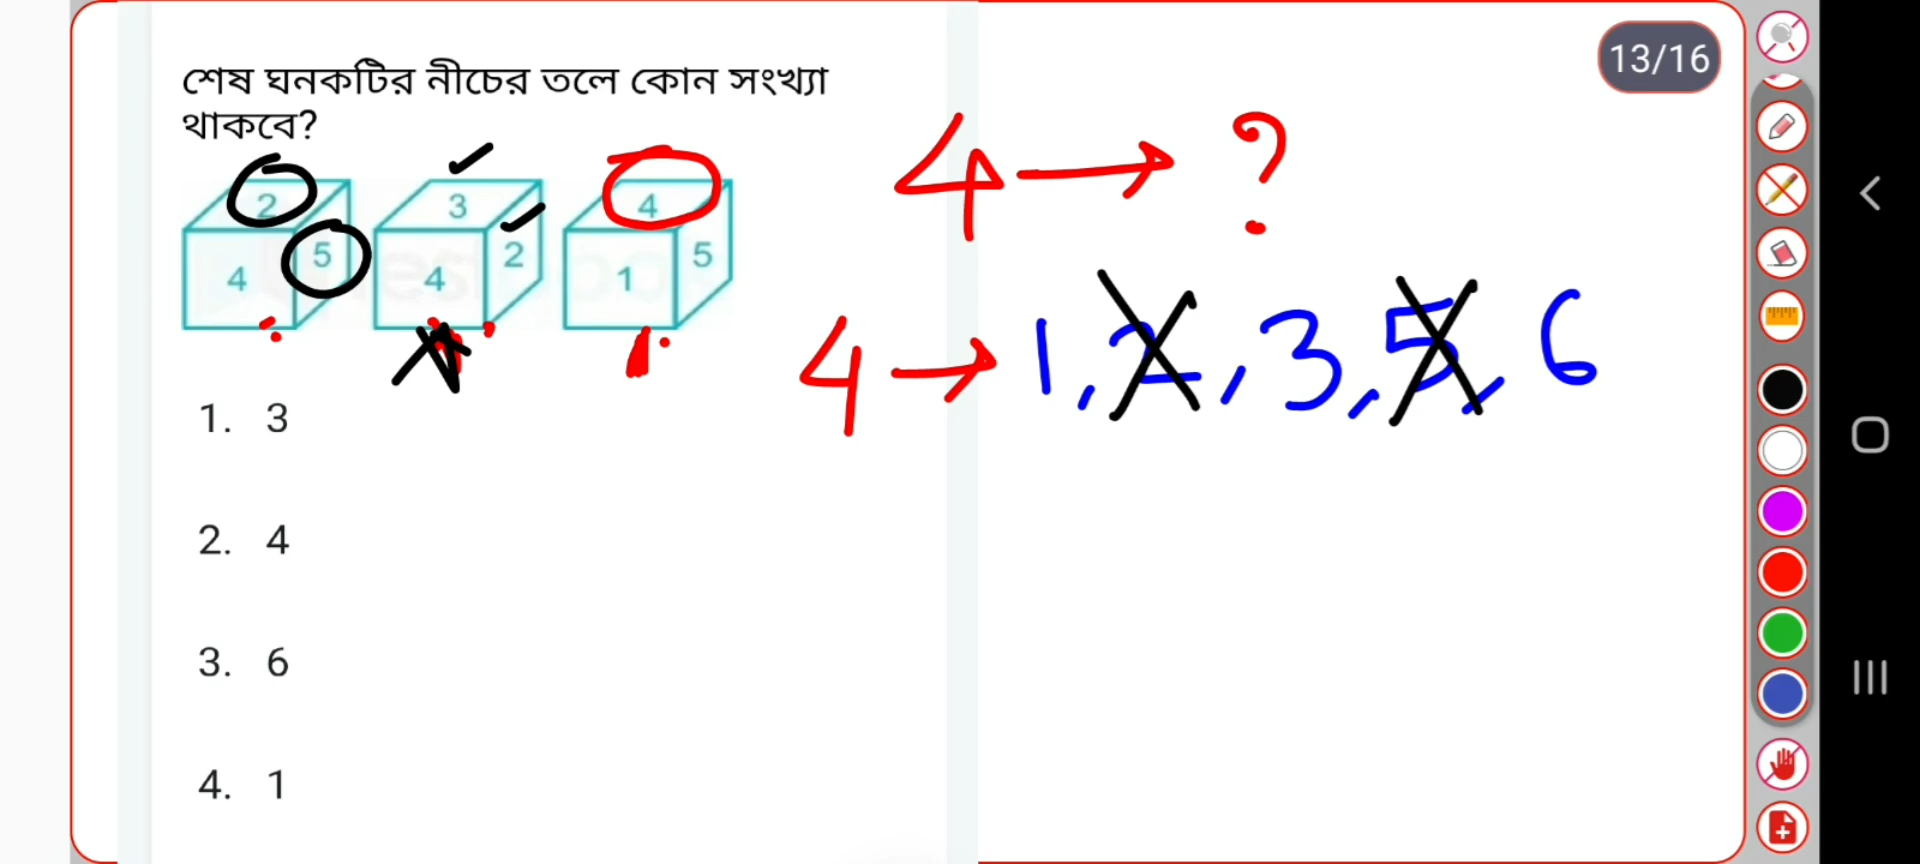 13/16
শেষ ঘনকটির নীচের তলে কোন সংখ্যা
থাকবে?
2 3 4
4 5 4 2 1 5
4 → ?
4 → 1, 2, 3, 5, 6
1. 3
2. 4
3. 6
4. 1